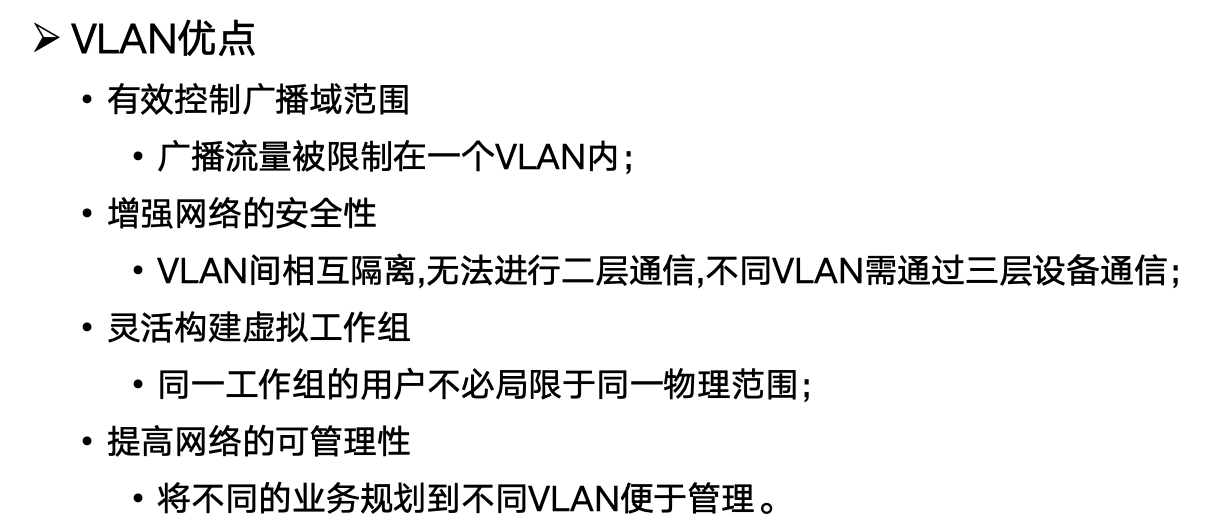 ➢ VLAN优点
• 有效控制广播域范围
• 广播流量被限制在一个VLAN内；
• 增强网络的安全性
• VLAN间相互隔离,无法进行二层通信,不同VLAN需通过三层设备通信；
• 灵活构建虚拟工作组
• 同一工作组的用户不必局限于同一物理范围；
• 提高网络的可管理性
• 将不同的业务规划到不同VLAN便于管理。